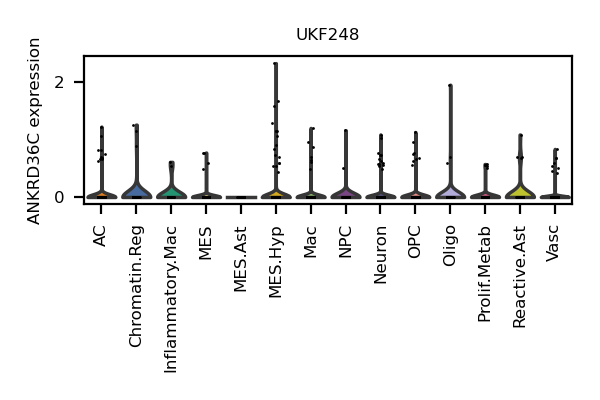 UKF248
ANKRD36C expression
2
0
AC
Chromatin.Reg
Inflammatory.Mac
MES
MES.Ast
MES.Hyp
Mac
NPC
Neuron
OPC
Oligo
Prolif.Metab
Reactive.Ast
Vasc